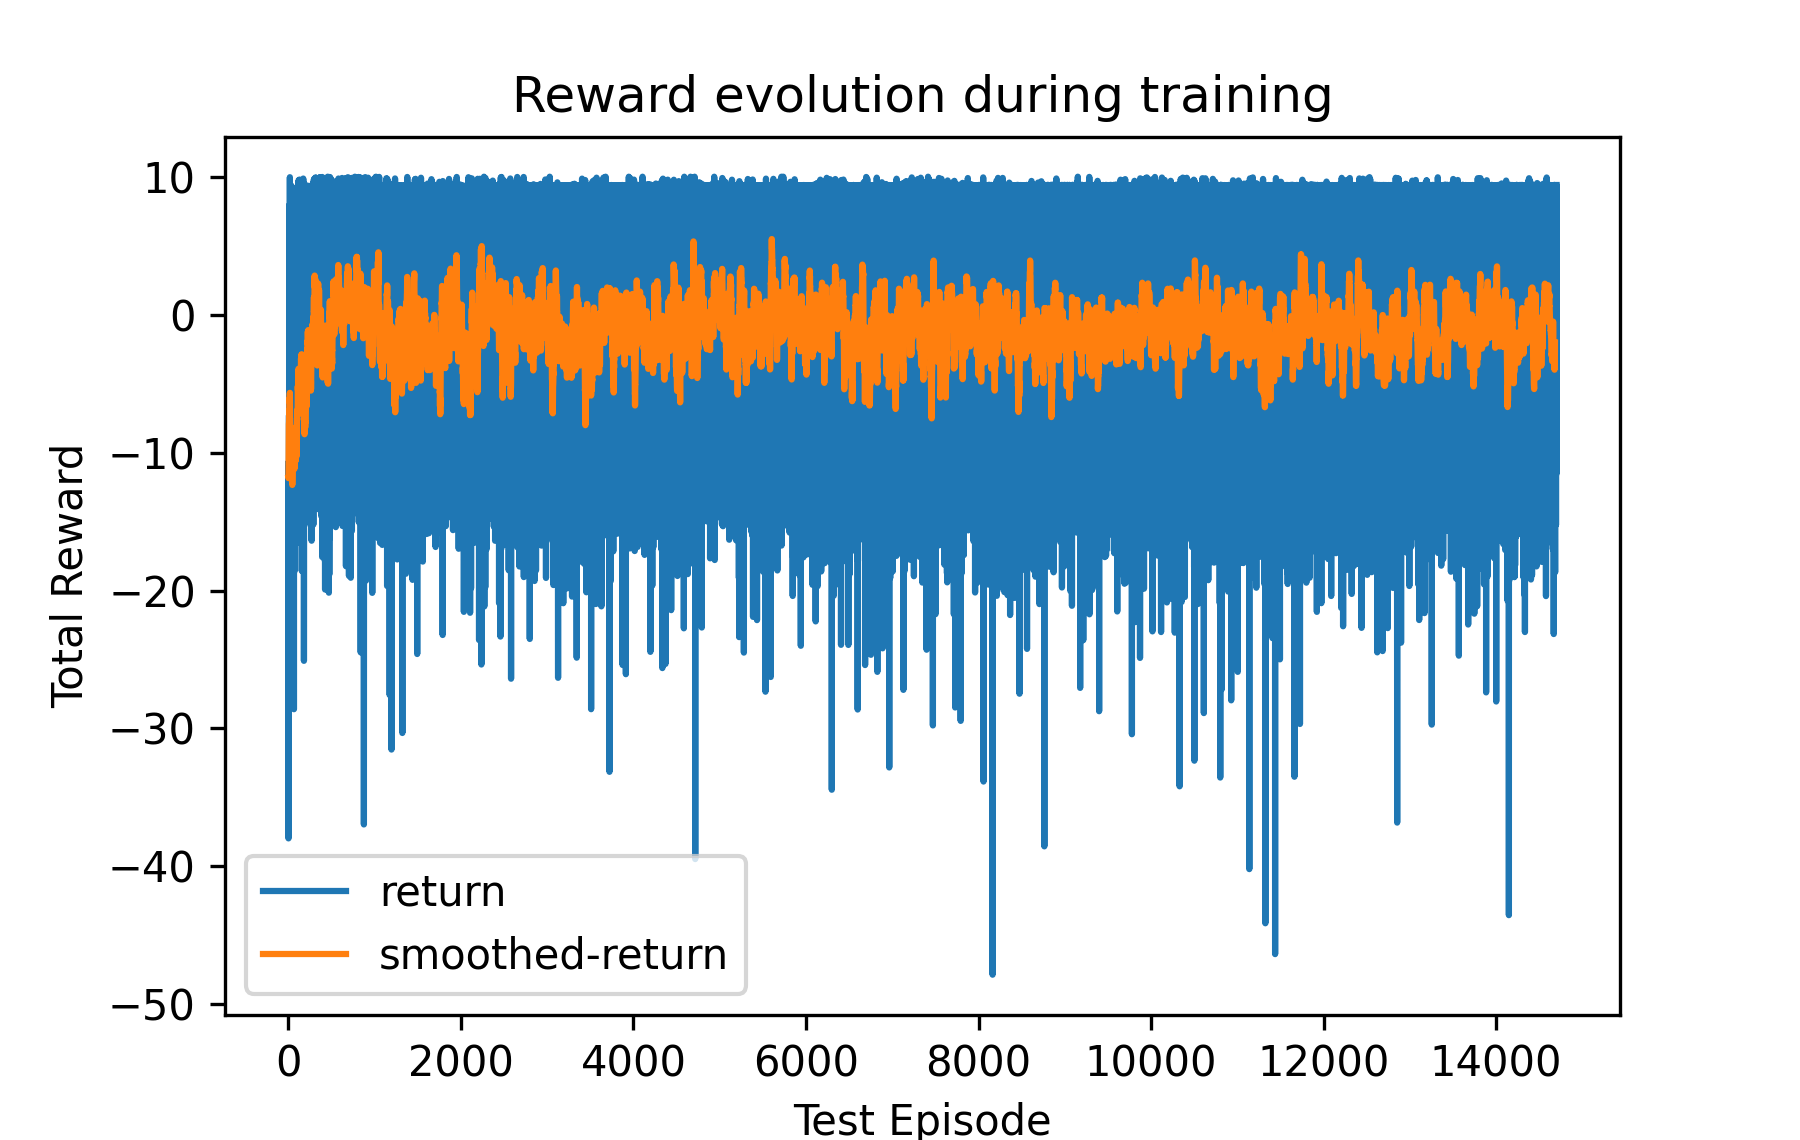 Reward evolution during training
10
0
−10
−20
−30
−40
−50
Total Reward
return
smoothed-return
0 2000 4000 6000 8000 10000 12000 14000
Test Episode